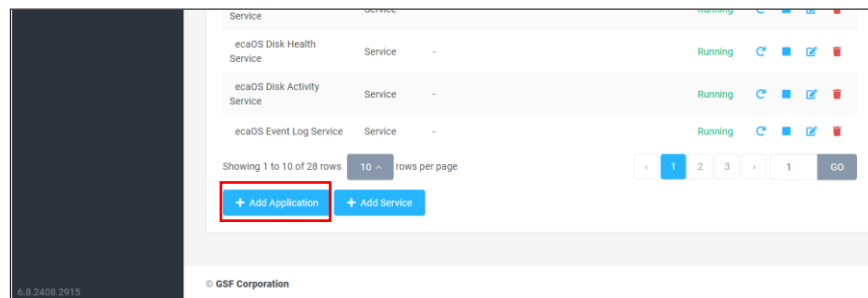 Service
Running
ecaOS Disk Health
Service
Service
-
Running
ecaOS Disk Activity
Service
Service
-
Running
ecaOS Event Log Service
Service
-
Running
Showing 1 to 10 of 28 rows
10
rows per page
‹
1
2
3
›
1
GO
+ Add Application
+ Add Service
6.8.2408.2915
© GSF Corporation